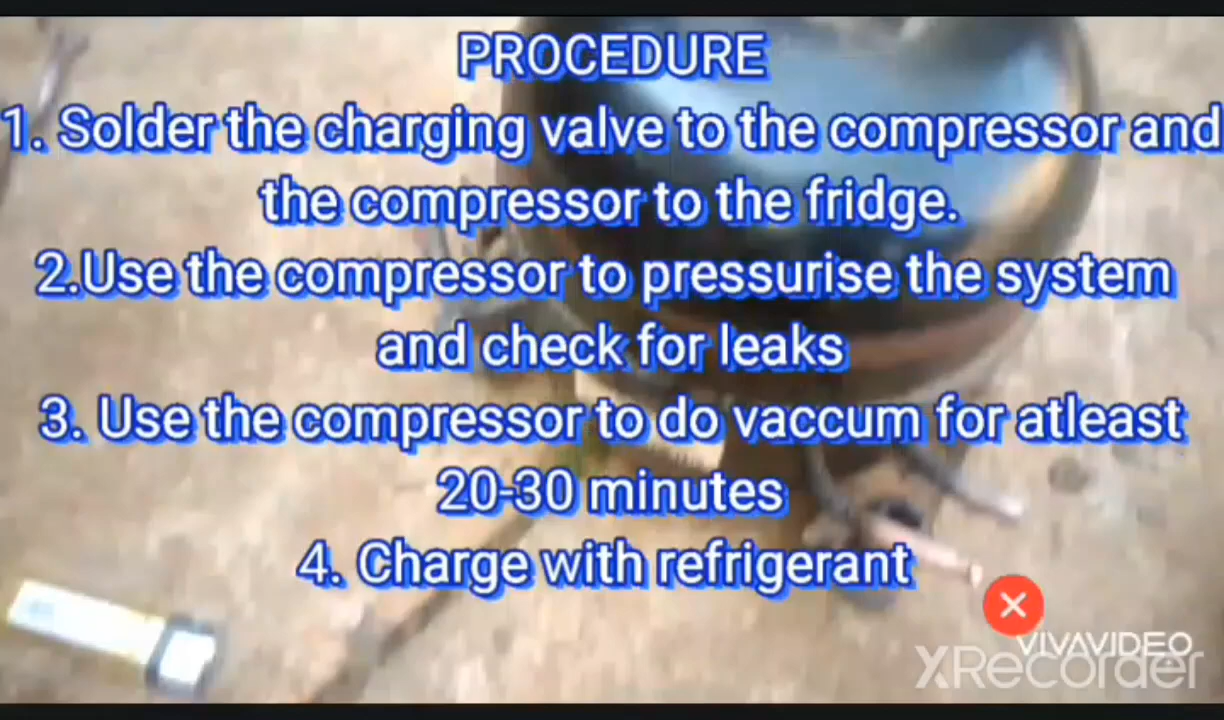 PROCEDURE
1. Solder the charging valve to the compressor and
the compressor to the fridge.
2.Use the compressor to pressurise the system
and check for leaks
3. Use the compressor to do vaccum for atleast
20-30 minutes
4. Charge with refrigerant
VIVAVIDEO
XRecorder